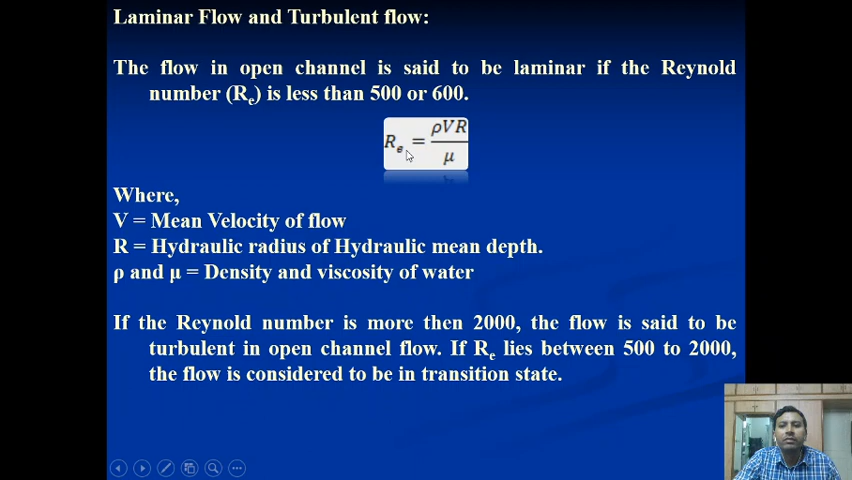 Laminar Flow and Turbulent flow:
The flow in open channel is said to be laminar if the Reynold
number (Re) is less than 500 or 600.
Re = ρVR / μ
Where,
V = Mean Velocity of flow
R = Hydraulic radius of Hydraulic mean depth.
ρ and μ = Density and viscosity of water
If the Reynold number is more then 2000, the flow is said to be
turbulent in open channel flow. If Re lies between 500 to 2000,
the flow is considered to be in transition state.